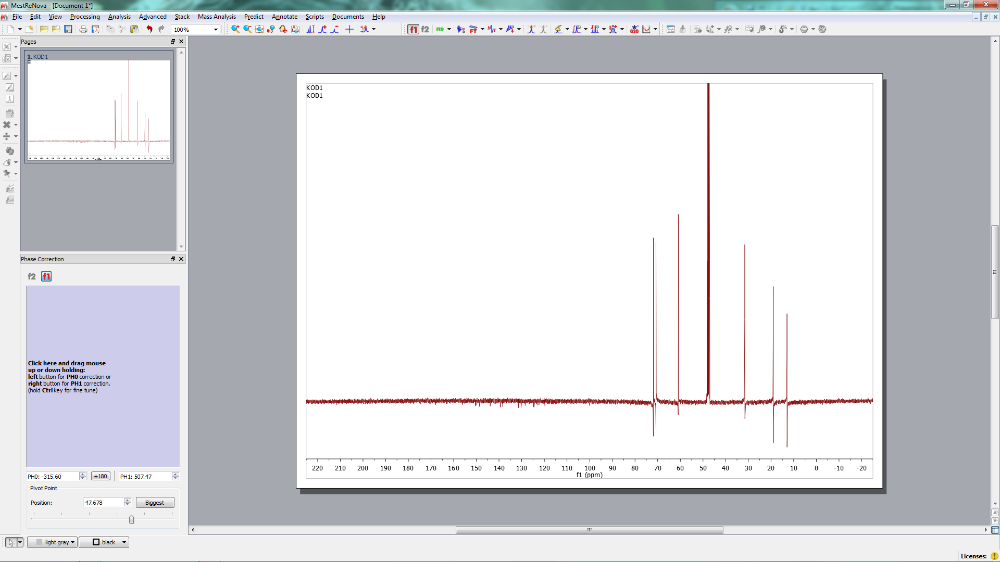 MestReNova - [Document 1*]
File Edit View Processing Analysis Advanced Stack Mass Analysis Predict Annotate Scripts Documents Help
100%
f1 f2 FID FT GSD
Pages
1. KOD1
Phase Correction
f2 f1
Click here and drag mouse
up or down holding:
left button for PH0 correction or
right button for PH1 correction.
(hold Ctrl key for fine tune)
PH0: -315.60 +180 PH1: 507.47
Pivot Point
Position: 47.678 Biggest
KOD1
KOD1
220 210 200 190 180 170 160 150 140 130 120 110 100 90 80 70 60 50 40 30 20 10 0 -10 -20
f1 (ppm)
light gray black
Licenses: